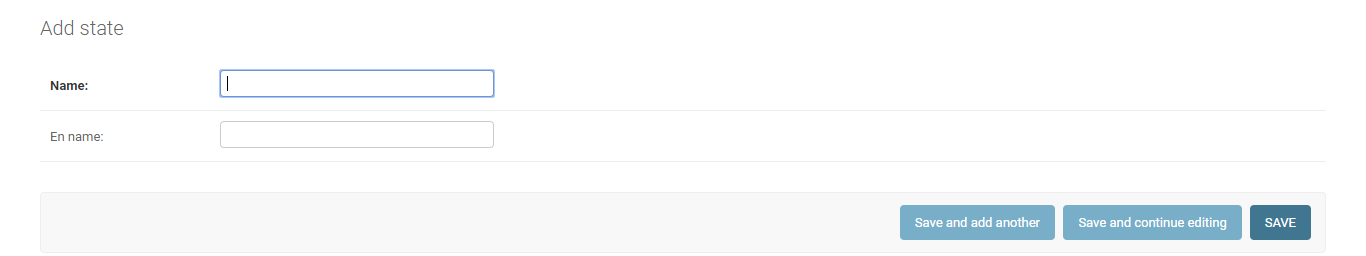 Add state
Name:
En name:
Save and add another Save and continue editing SAVE